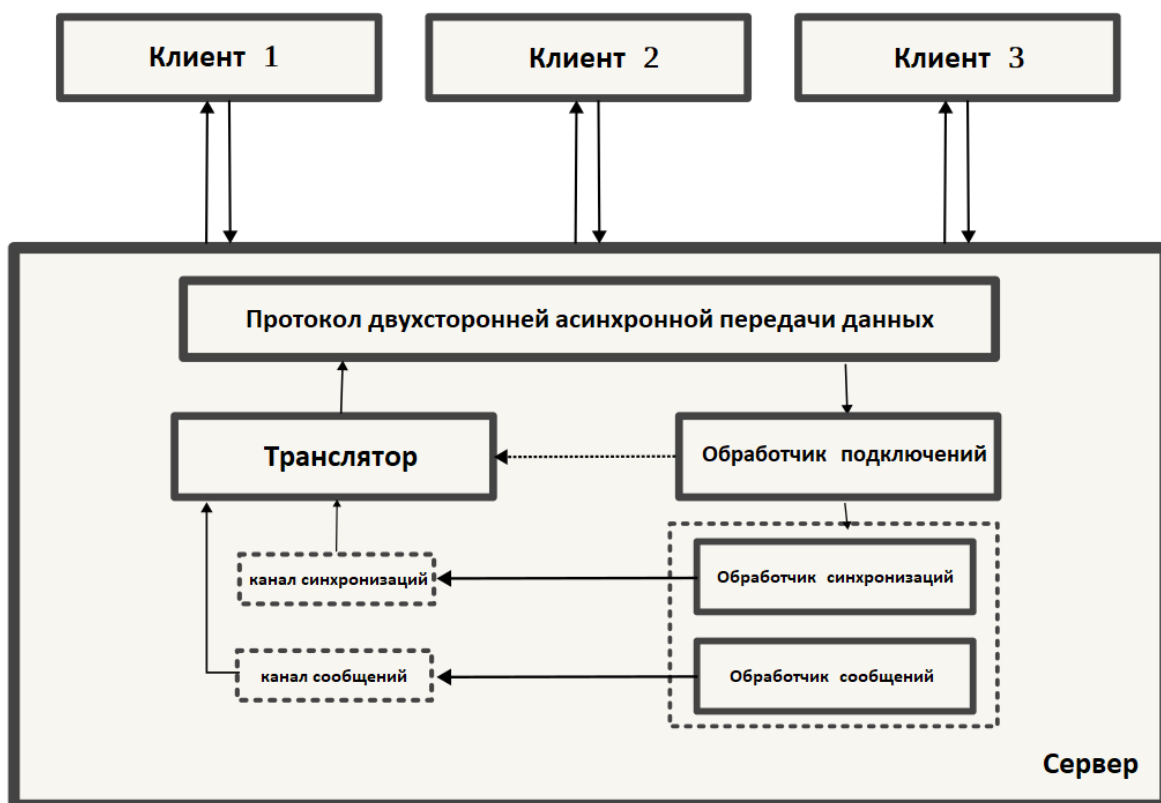 Клиент 1
Клиент 2
Клиент 3
Протокол двухсторонней асинхронной передачи данных
Транслятор
Обработчик подключений
канал синхронизаций
Обработчик синхронизаций
канал сообщений
Обработчик сообщений
Сервер